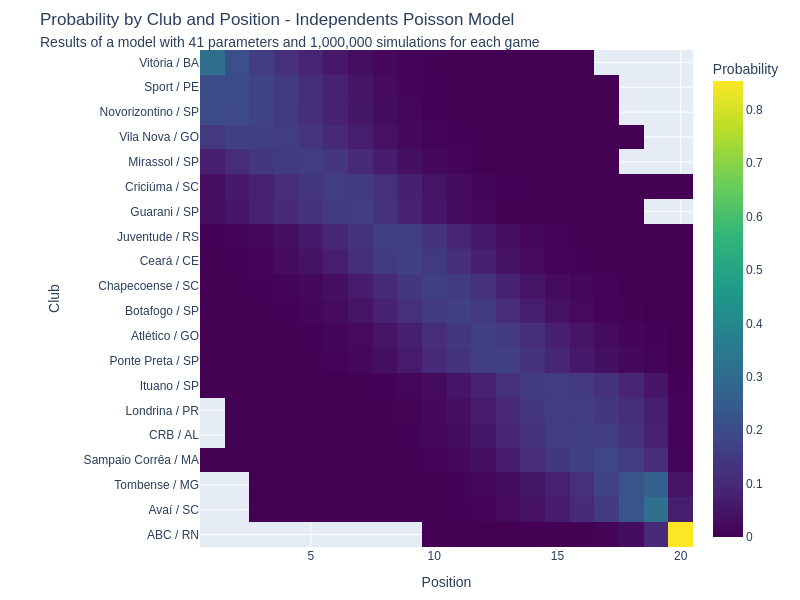 Probability by Club and Position - Independents Poisson Model
Results of a model with 41 parameters and 1,000,000 simulations for each game
Probability
Vitória / BA
Sport / PE
Novorizontino / SP
Vila Nova / GO
Mirassol / SP
Criciúma / SC
Guarani / SP
Juventude / RS
Ceará / CE
Chapecoense / SC
Botafogo / SP
Atlético / GO
Ponte Preta / SP
Ituano / SP
Londrina / PR
CRB / AL
Sampaio Corrêa / MA
Tombense / MG
Avaí / SC
ABC / RN
Club
5
10
15
20
Position
0.8
0.7
0.6
0.5
0.4
0.3
0.2
0.1
0